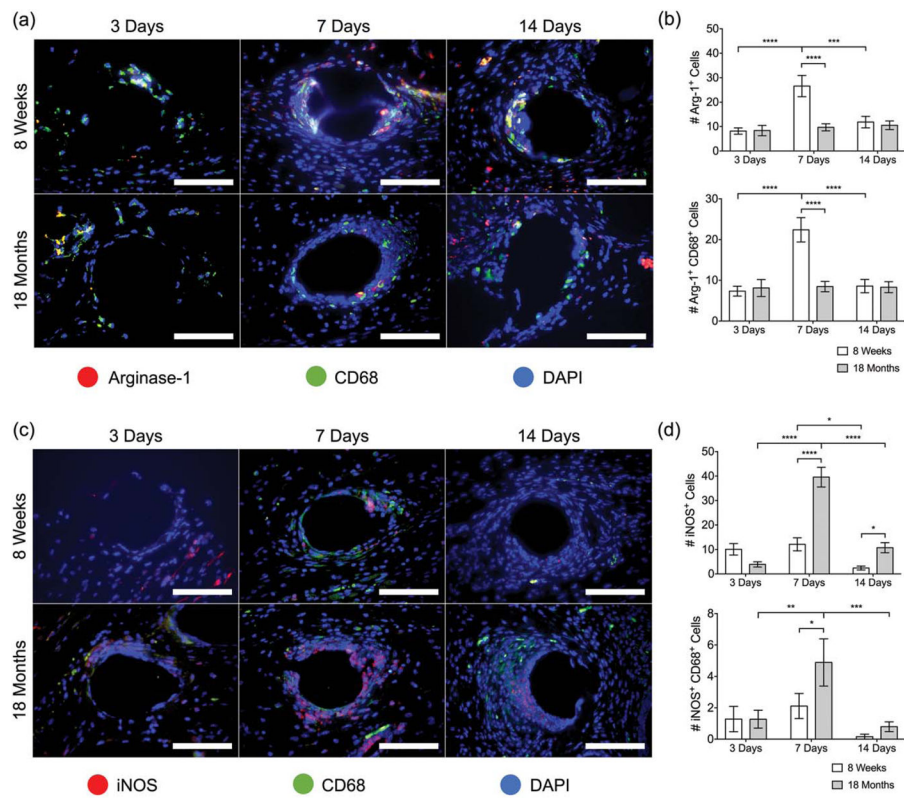 (a)
3 Days
7 Days
14 Days
8 Weeks
18 Months
Arginase-1
CD68
DAPI
(b)
# Arg-1+ Cells
50
40
30
20
10
0
****
***
****
3 Days
7 Days
14 Days
# Arg-1+ CD68+ Cells
30
20
10
0
****
****
****
3 Days
7 Days
14 Days
8 Weeks
18 Months
(c)
3 Days
7 Days
14 Days
8 Weeks
18 Months
iNOS
CD68
DAPI
(d)
# iNOS+ Cells
50
40
30
20
10
0
*
****
****
****
*
3 Days
7 Days
14 Days
# iNOS+ CD68+ Cells
8
6
4
2
0
**
***
*
3 Days
7 Days
14 Days
8 Weeks
18 Months